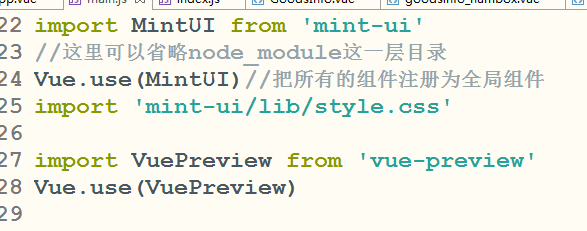 main.js
index.js
GoodsInfo.vue
goodsinfo_numbox.vue
22 import MintUI from 'mint-ui'
23 //这里可以省略node_module这一层目录
24 Vue.use(MintUI)//把所有的组件注册为全局组件
25 import 'mint-ui/lib/style.css'
26
27 import VuePreview from 'vue-preview'
28 Vue.use(VuePreview)
29